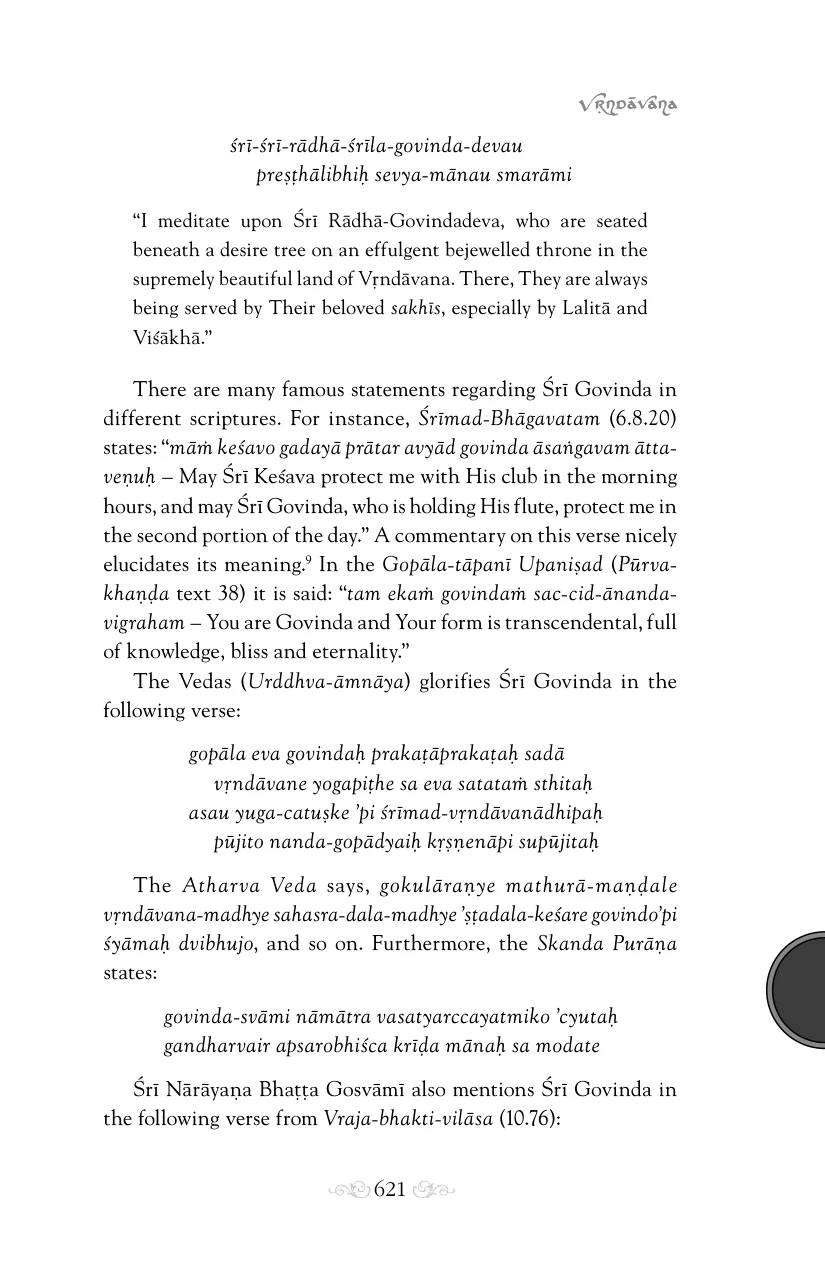 Vṛndāvana
śrī-śrī-rādhā-śrīla-govinda-devau
preṣṭhālibhiḥ sevya-mānau smarāmi
“I meditate upon Śrī Rādhā-Govindadeva, who are seated
beneath a desire tree on an effulgent bejewelled throne in the
supremely beautiful land of Vṛndāvana. There, They are always
being served by Their beloved sakhīs, especially by Lalitā and
Viśākhā.”
There are many famous statements regarding Śrī Govinda in
different scriptures. For instance, Śrīmad-Bhāgavatam (6.8.20)
states: “māṁ keśavo gadayā prātar avyād govinda āsaṅgavam ātta-
veṇuḥ – May Śrī Keśava protect me with His club in the morning
hours, and may Śrī Govinda, who is holding His flute, protect me in
the second portion of the day.” A commentary on this verse nicely
elucidates its meaning.⁹ In the Gopāla-tāpanī Upaniṣad (Pūrva-
khaṇḍa text 38) it is said: “tam ekaṁ govindaṁ sac-cid-ānanda-
vigraham – You are Govinda and Your form is transcendental, full
of knowledge, bliss and eternality.”
The Vedas (Urddhva-āmnāya) glorifies Śrī Govinda in the
following verse:
gopāla eva govindaḥ prakaṭāprakaṭaḥ sadā
vṛndāvane yogapiṭhe sa eva satataṁ sthitaḥ
asau yuga-catuṣke ’pi śrīmad-vṛndāvanādhipaḥ
pūjito nanda-gopādyaiḥ kṛṣṇenāpi supūjitaḥ
The Atharva Veda says, gokulāraṇye mathurā-maṇḍale
vṛndāvana-madhye sahasra-dala-madhye ’ṣṭadala-keśare govindo’pi
śyāmaḥ dvibhujo, and so on. Furthermore, the Skanda Purāṇa
states:
govinda-svāmi nāmātra vasatyarccayatmiko ’cyutaḥ
gandharvair apsarobhiśca krīḍa mānaḥ sa modate
Śrī Nārāyaṇa Bhaṭṭa Gosvāmī also mentions Śrī Govinda in
the following verse from Vraja-bhakti-vilāsa (10.76):
621